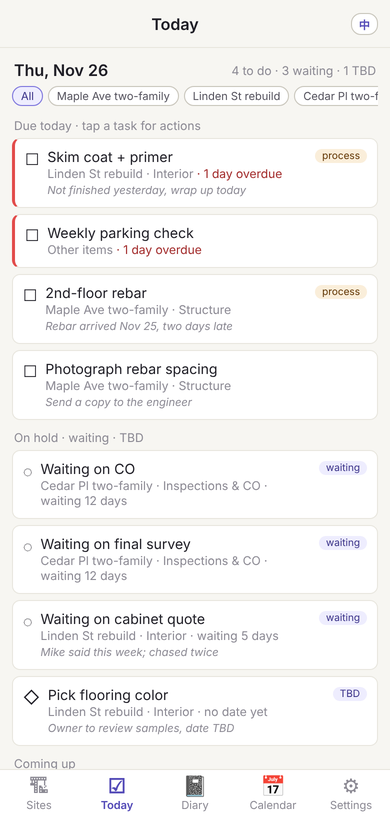 Today
中
Thu, Nov 26
4 to do · 3 waiting · 1 TBD
All
Maple Ave two-family
Linden St rebuild
Cedar Pl two-f
Due today · tap a task for actions
Skim coat + primer
process
Linden St rebuild · Interior · 1 day overdue
Not finished yesterday, wrap up today
Weekly parking check
Other items · 1 day overdue
2nd-floor rebar
process
Maple Ave two-family · Structure
Rebar arrived Nov 25, two days late
Photograph rebar spacing
Maple Ave two-family · Structure
Send a copy to the engineer
On hold · waiting · TBD
Waiting on CO
waiting
Cedar Pl two-family · Inspections & CO ·
waiting 12 days
Waiting on final survey
waiting
Cedar Pl two-family · Inspections & CO ·
waiting 12 days
Waiting on cabinet quote
waiting
Linden St rebuild · Interior · waiting 5 days
Mike said this week; chased twice
Pick flooring color
TBD
Linden St rebuild · Interior · no date yet
Owner to review samples, date TBD
Coming up
July
17
Sites
Today
Diary
Calendar
Settings